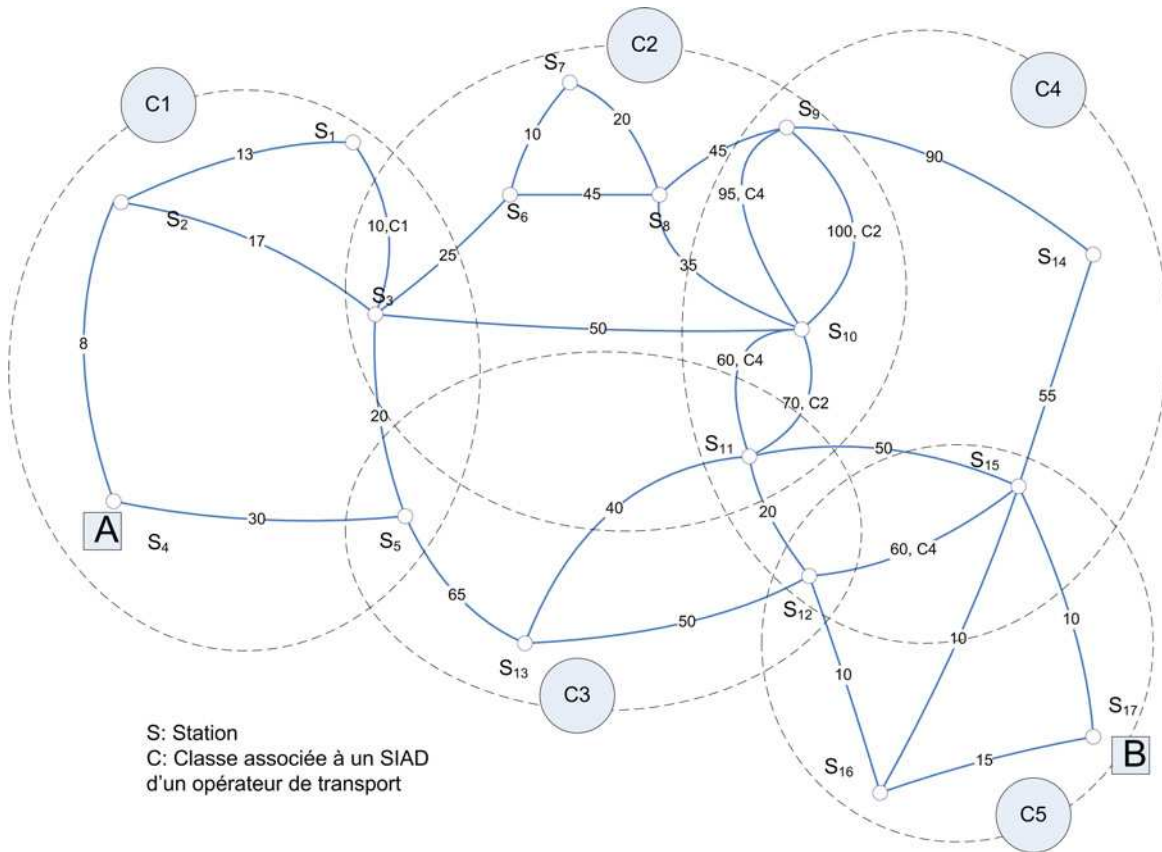 C2
C4
C1
S7
S9
S1
13
10
20
45
90
S2
S6
45
S8
95, C4
100, C2
10,C1
17
25
35
S14
S3
50
S10
8
60, C4
70, C2
55
20
S11
50
S15
A
S4
30
S5
40
20
60, C4
65
50
S12
S13
10
10
10
C3
S17
B
S: Station
C: Classe associée à un SIAD
d'un opérateur de transport
S16
15
C5